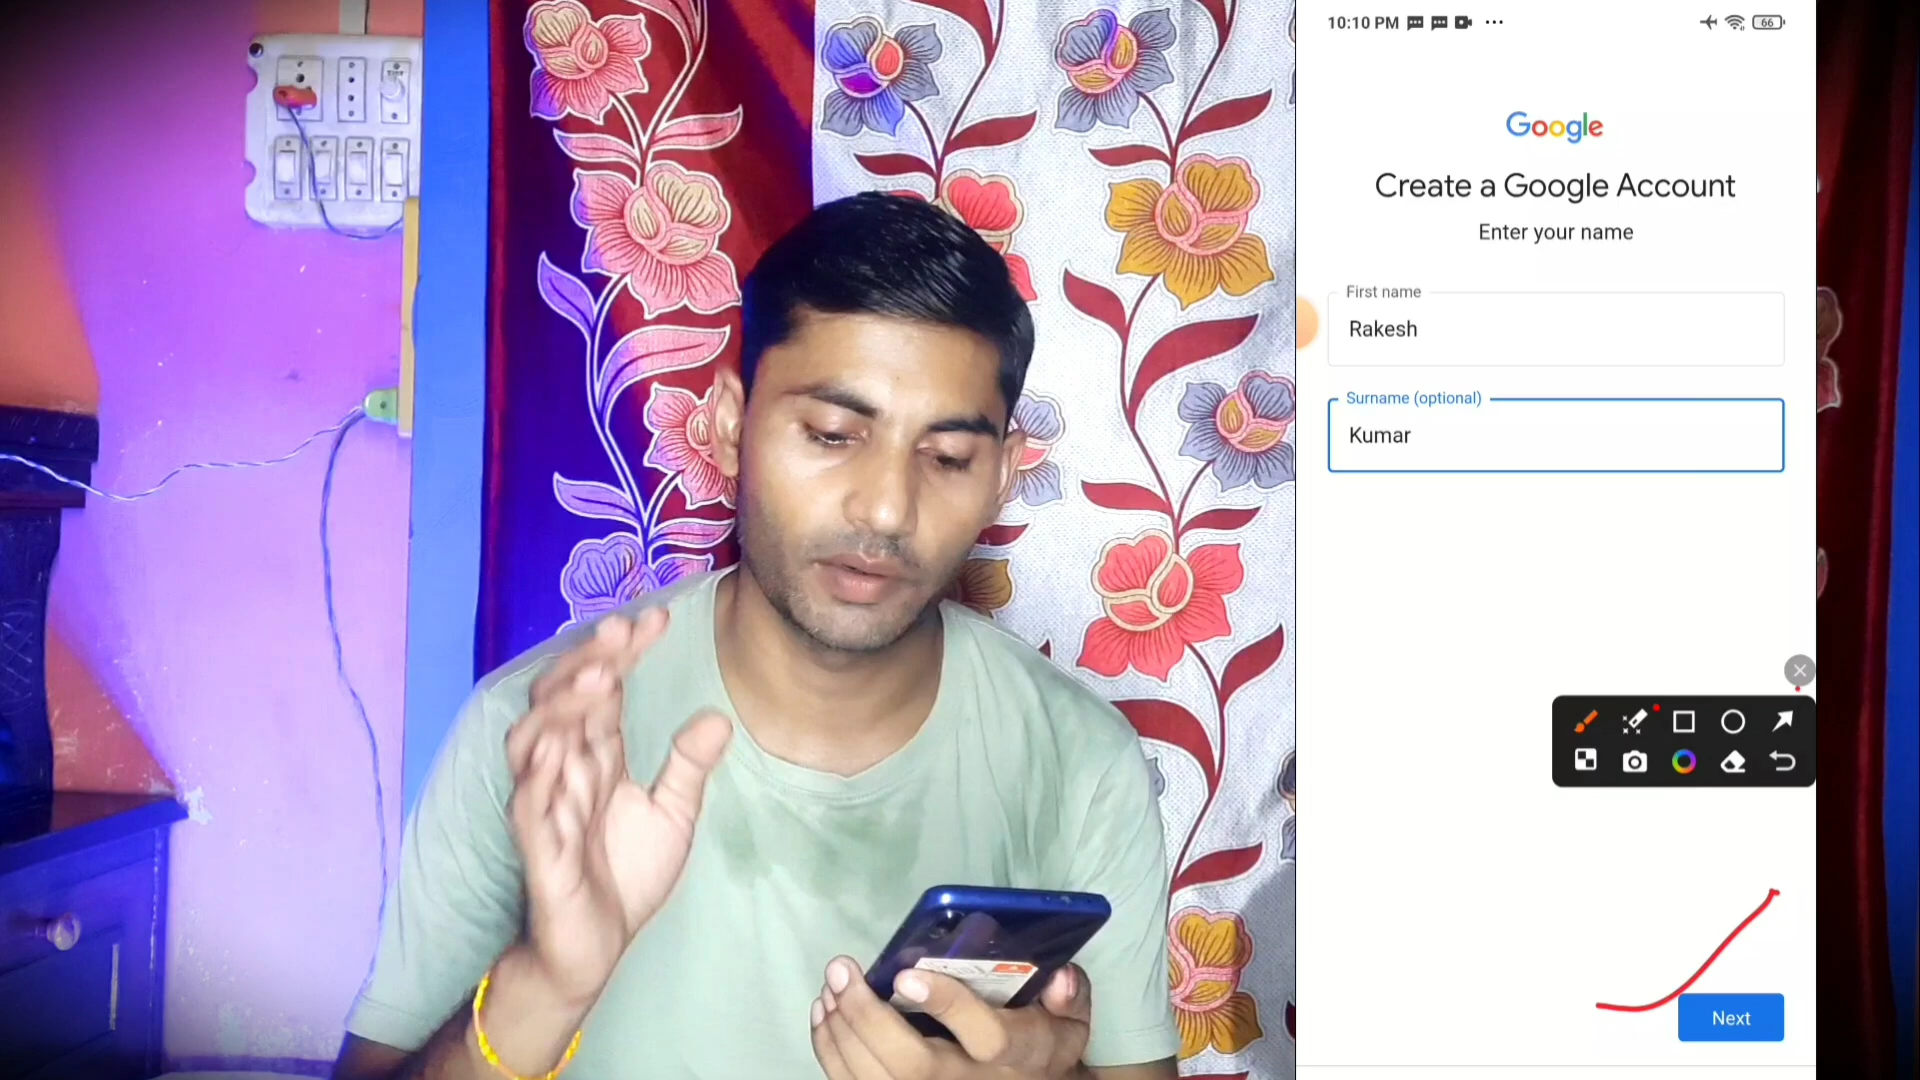 10:10 PM
66
Google
Create a Google Account
Enter your name
First name
Rakesh
Surname (optional)
Kumar
Next